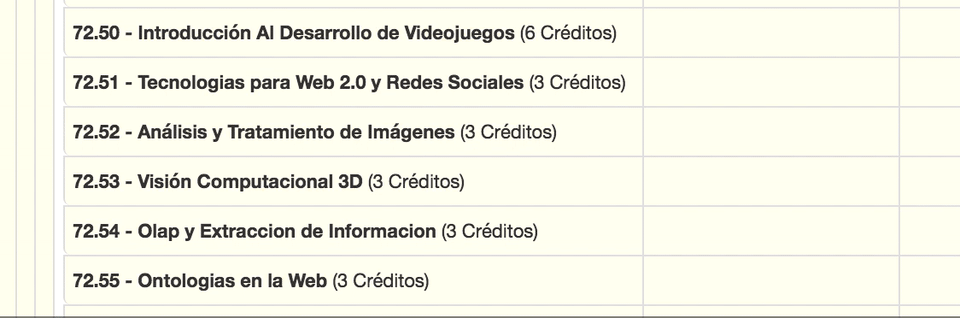 72.50 - Introducción Al Desarrollo de Videojuegos (6 Créditos)
72.51 - Tecnologias para Web 2.0 y Redes Sociales (3 Créditos)
72.52 - Análisis y Tratamiento de Imágenes (3 Créditos)
72.53 - Visión Computacional 3D (3 Créditos)
72.54 - Olap y Extraccion de Informacion (3 Créditos)
72.55 - Ontologias en la Web (3 Créditos)